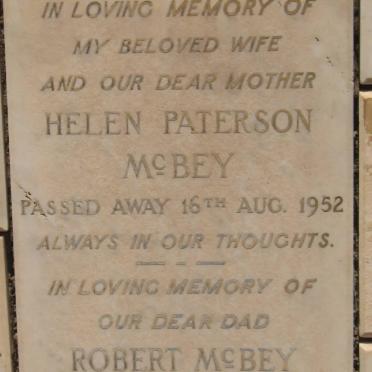 IN LOVING MEMORY OF
MY BELOVED WIFE
AND OUR DEAR MOTHER
HELEN PATERSON
McBEY
PASSED AWAY 16TH AUG. 1952
ALWAYS IN OUR THOUGHTS.
IN LOVING MEMORY OF
OUR DEAR DAD
ROBERT McBEY